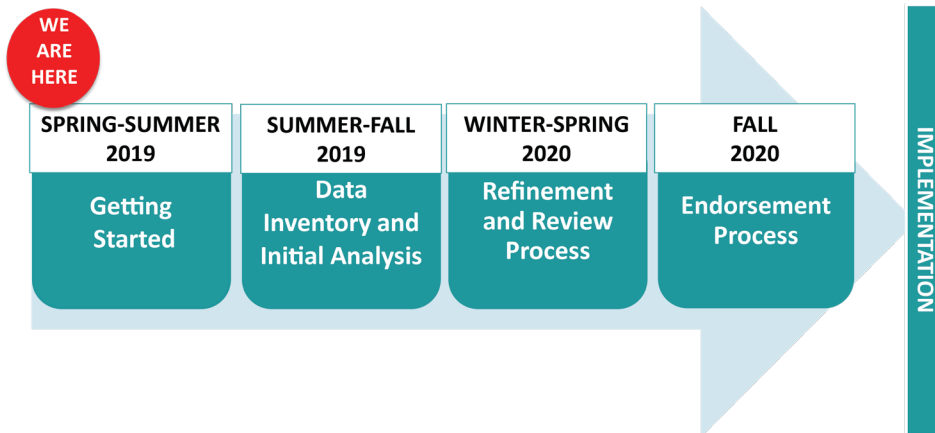 WE
ARE
HERE
SPRING-SUMMER
2019
Getting
Started
SUMMER-FALL
2019
Data
Inventory and
Initial Analysis
WINTER-SPRING
2020
Refinement
and Review
Process
FALL
2020
Endorsement
Process
IMPLEMENTATION